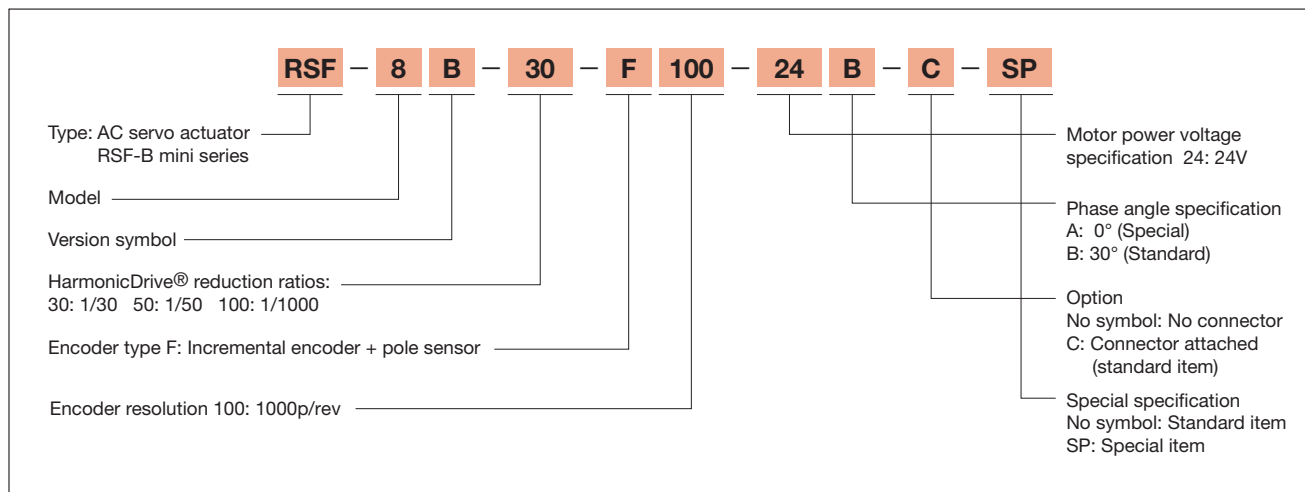 RSF – 8 B – 30 – F 100 – 24 B – C – SP
Type: AC servo actuator
RSF-B mini series
Model
Version symbol
HarmonicDrive® reduction ratios:
30: 1/30 50: 1/50 100: 1/1000
Encoder type F: Incremental encoder + pole sensor
Encoder resolution 100: 1000p/rev
Motor power voltage
specification 24: 24V
Phase angle specification
A: 0° (Special)
B: 30° (Standard)
Option
No symbol: No connector
C: Connector attached
(standard item)
Special specification
No symbol: Standard item
SP: Special item